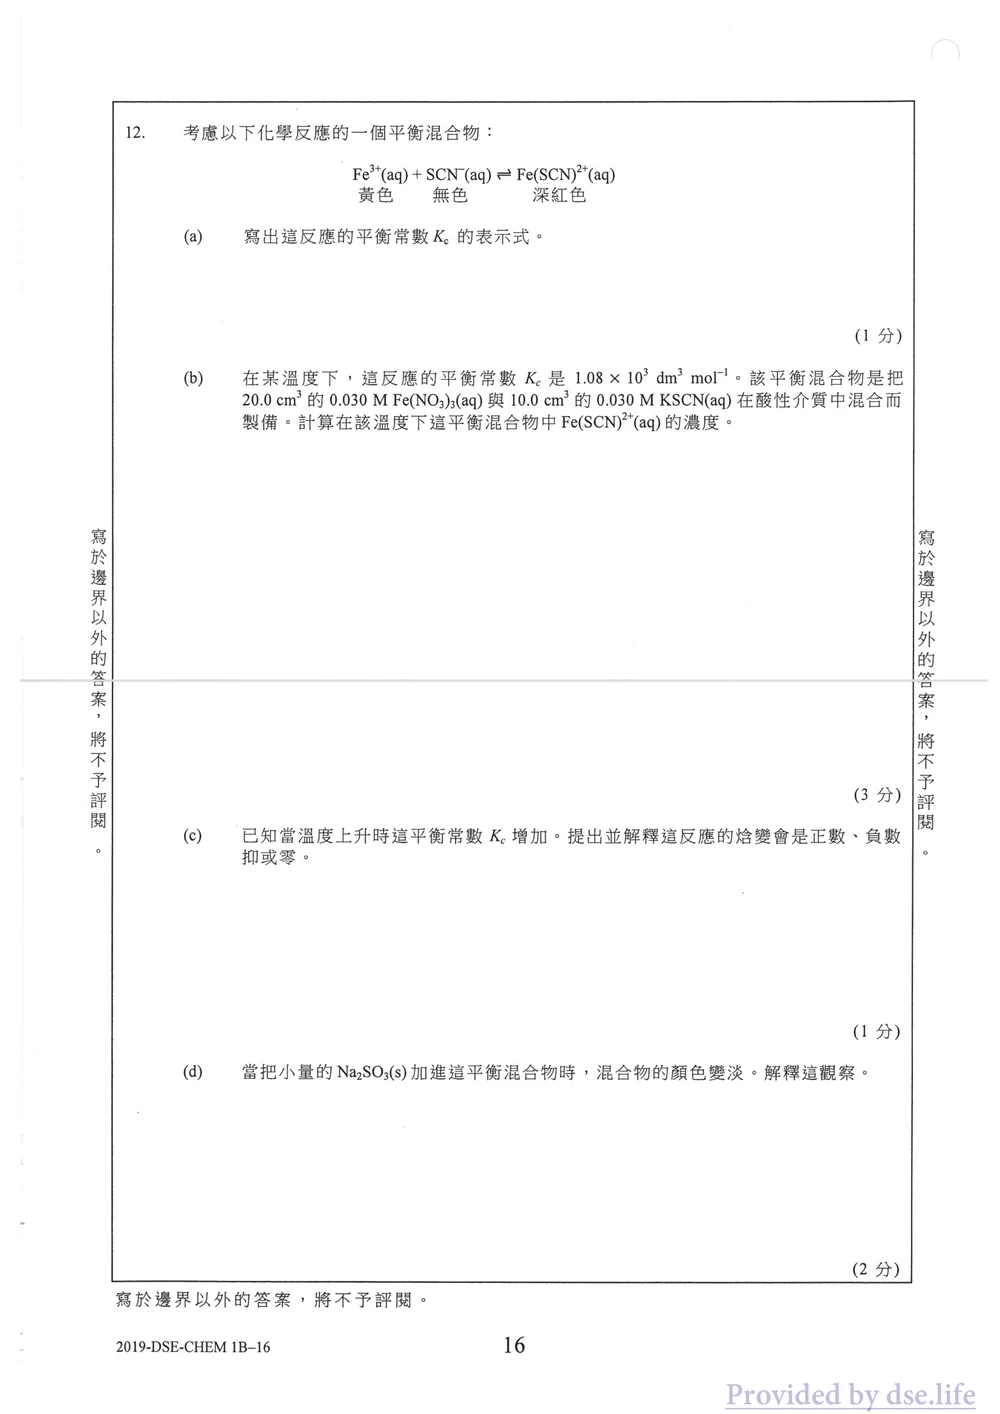 12. 考慮以下化學反應的一個平衡混合物：
Fe³⁺(aq) + SCN⁻(aq) ⇌ Fe(SCN)²⁺(aq)
黃色 無色 深紅色
(a) 寫出這反應的平衡常數 Kc 的表示式。
(1 分)
(b) 在某溫度下，這反應的平衡常數 Kc 是 1.08 × 10³ dm³ mol⁻¹。該平衡混合物是把
20.0 cm³ 的 0.030 M Fe(NO₃)₃(aq) 與 10.0 cm³ 的 0.030 M KSCN(aq) 在酸性介質中混合而
製備。計算在該溫度下這平衡混合物中 Fe(SCN)²⁺(aq) 的濃度。
(3 分)
(c) 已知當溫度上升時這平衡常數 Kc 增加。提出並解釋這反應的焓變會是正數、負數
抑或零。
(1 分)
(d) 當把小量的 Na₂SO₃(s) 加進這平衡混合物時，混合物的顏色變淡。解釋這觀察。
(2 分)
寫於邊界以外的答案，將不予評閱。
寫於邊界以外的答案，將不予評閱。
寫於邊界以外的答案，將不予評閱。
2019-DSE-CHEM 1B–16
16
Provided by dse.life